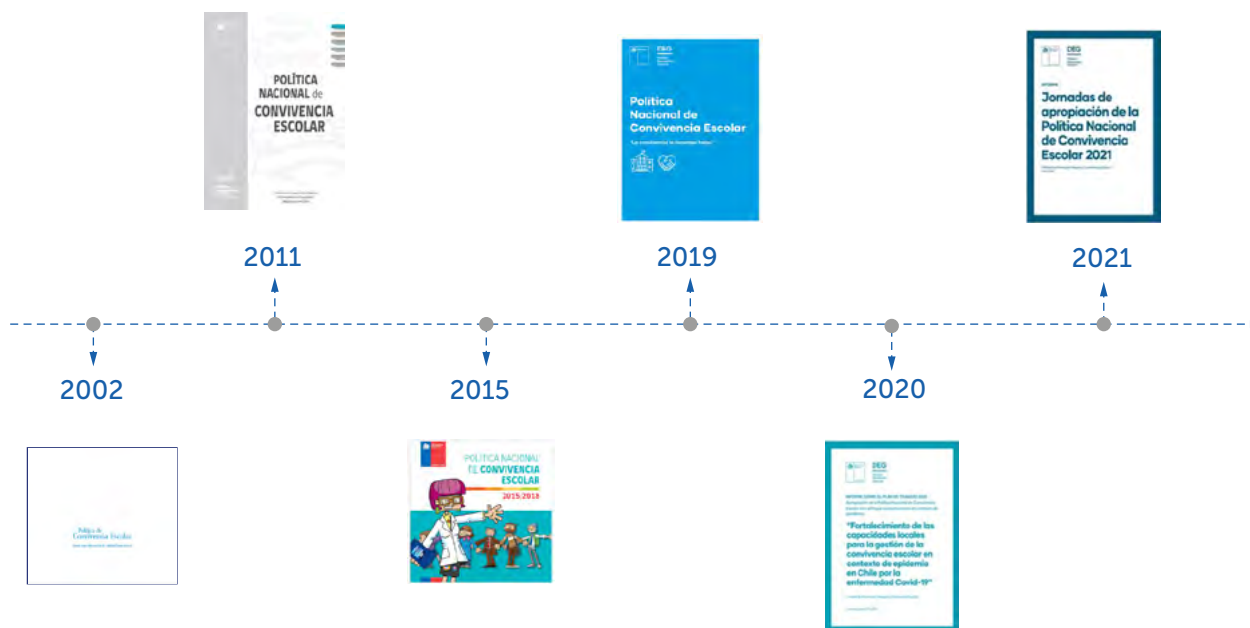 POLÍTICA
NACIONAL de
CONVIVENCIA
ESCOLAR
DEG
Política
Nacional de
Convivencia Escolar
DEG
Jornadas de
apropiación de la
Política Nacional
de Convivencia
Escolar 2021
2011
2019
2021
2002
2015
2020
Política de
Convivencia Escolar
POLÍTICA NACIONAL
DE CONVIVENCIA
ESCOLAR
2015/2018
DEG
"Fortalecimiento de las
capacidades locales
para la gestión de la
convivencia escolar en
contexto de epidemia
en Chile por la
enfermedad Covid-19"